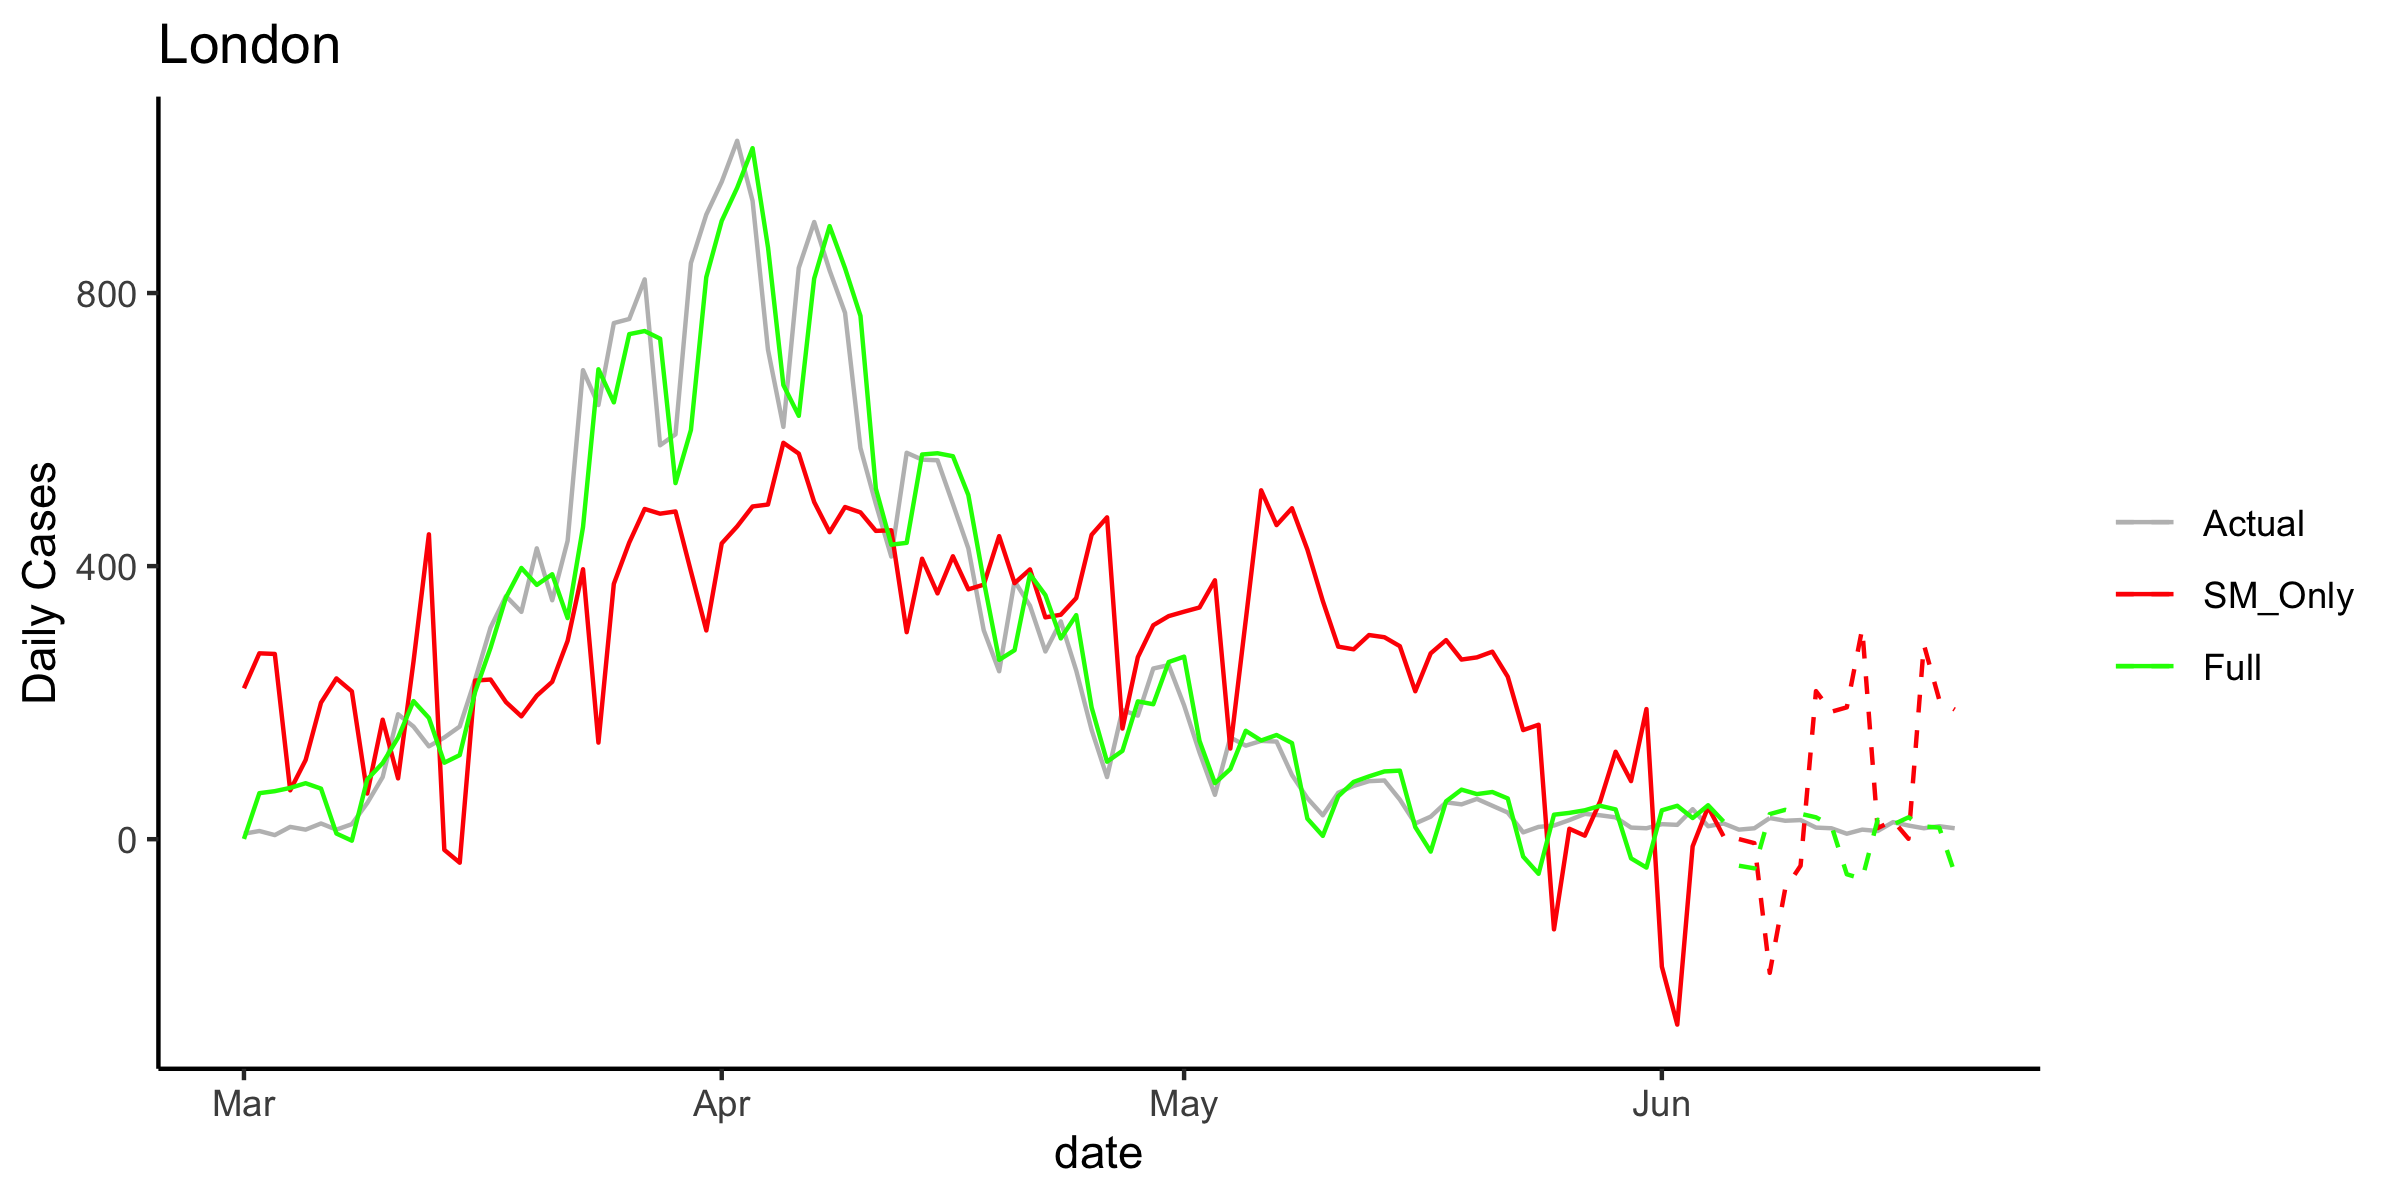 London
Daily Cases
800
400
0
Mar
Apr
May
Jun
date
Actual
SM_Only
Full